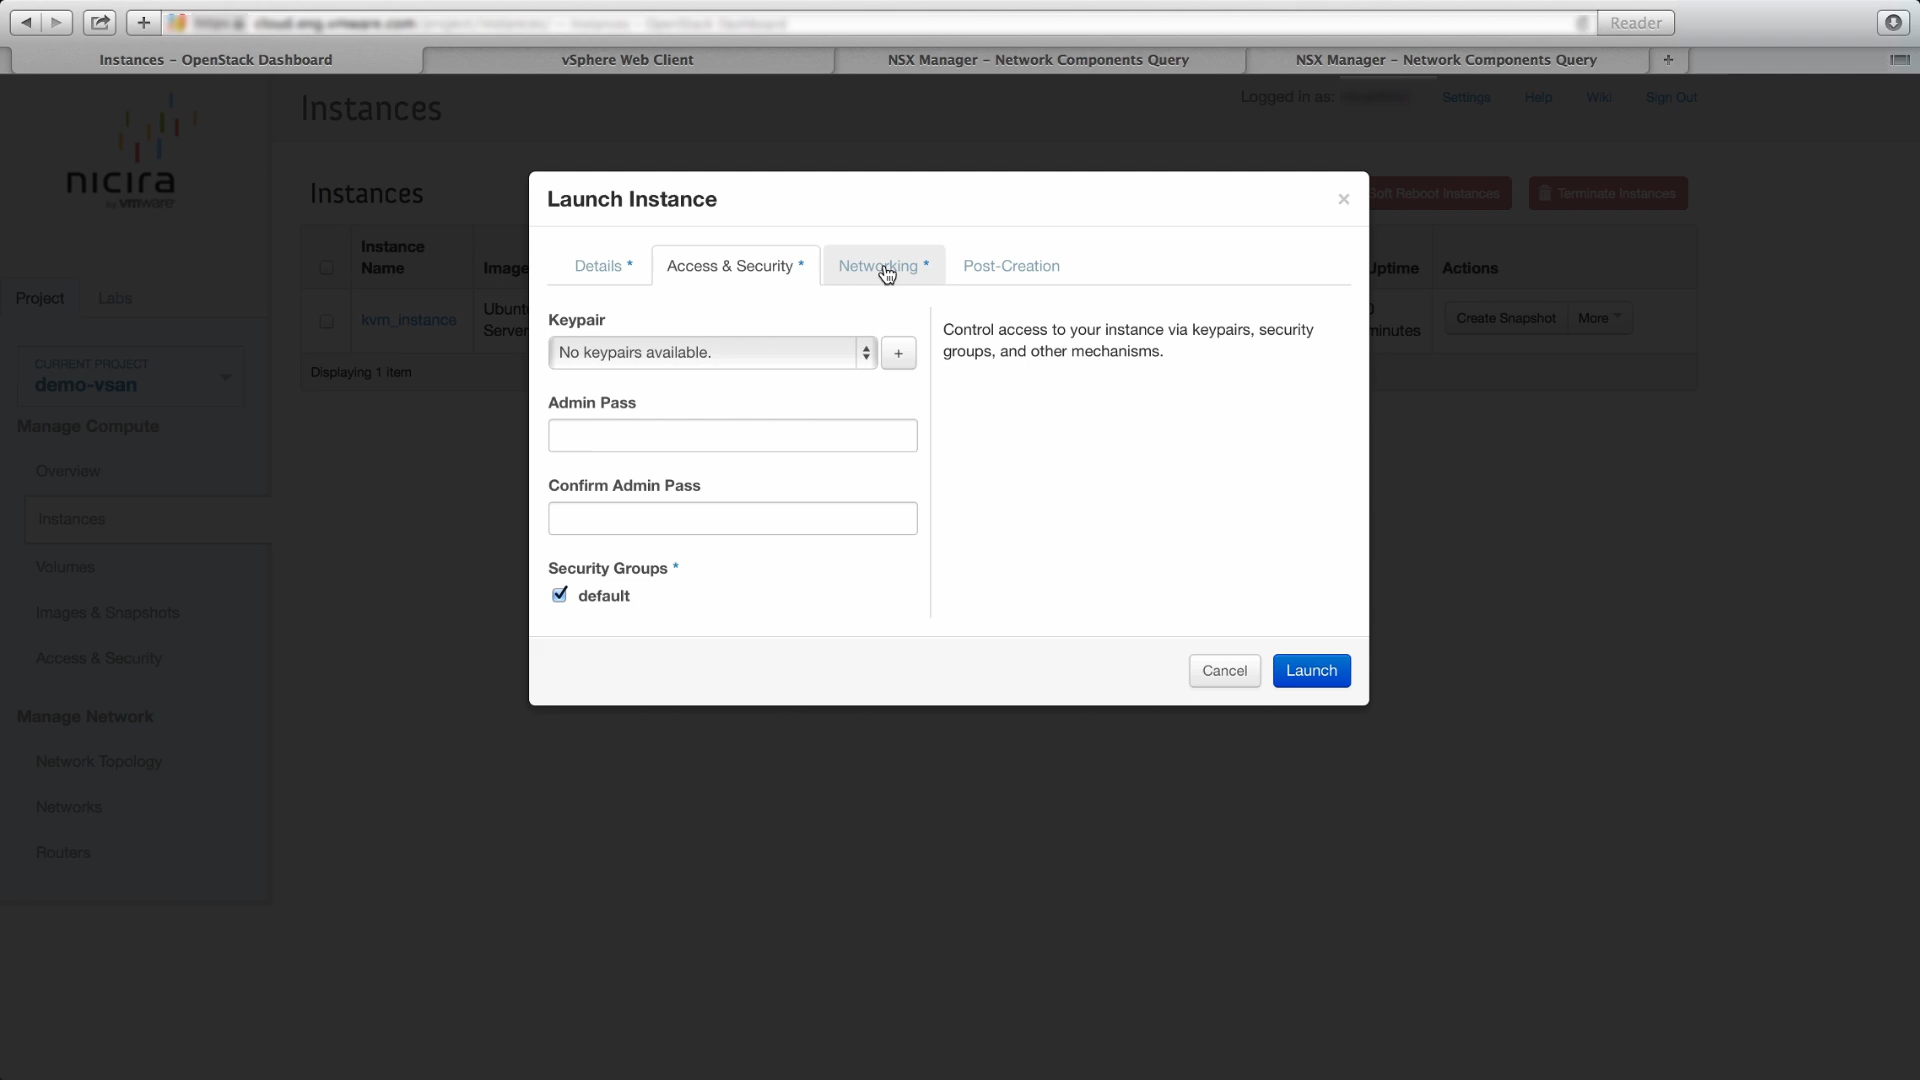 Instances – OpenStack Dashboard
Reader
Instances – OpenStack Dashboard
vSphere Web Client
NSX Manager – Network Components Query
NSX Manager – Network Components Query
nicira
by vmware
Instances
Logged in as:
Settings
Help
Wiki
Sign Out
Instances
Soft Reboot Instances
Terminate Instances
Instance Name
Image
Uptime
Actions
kvm_instance
Ubuntu
Server
0
minutes
Create Snapshot
More
Displaying 1 item
Project
Labs
CURRENT PROJECT
demo-vsan
Manage Compute
Overview
Instances
Volumes
Images & Snapshots
Access & Security
Manage Network
Network Topology
Networks
Routers
Launch Instance
×
Details *
Access & Security *
Networking *
Post-Creation
Keypair
No keypairs available.
+
Admin Pass
Confirm Admin Pass
Security Groups *
default
Control access to your instance via keypairs, security
groups, and other mechanisms.
Cancel
Launch